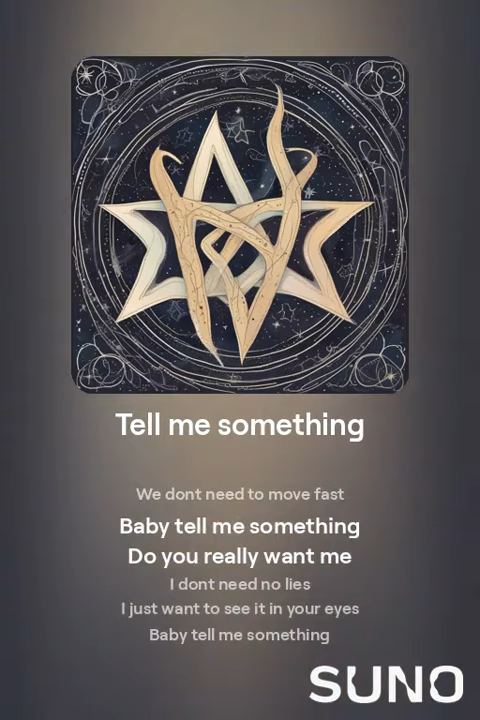 Tell me something
We dont need to move fast
Baby tell me something
Do you really want me
I dont need no lies
I just want to see it in your eyes
Baby tell me something
SUNO